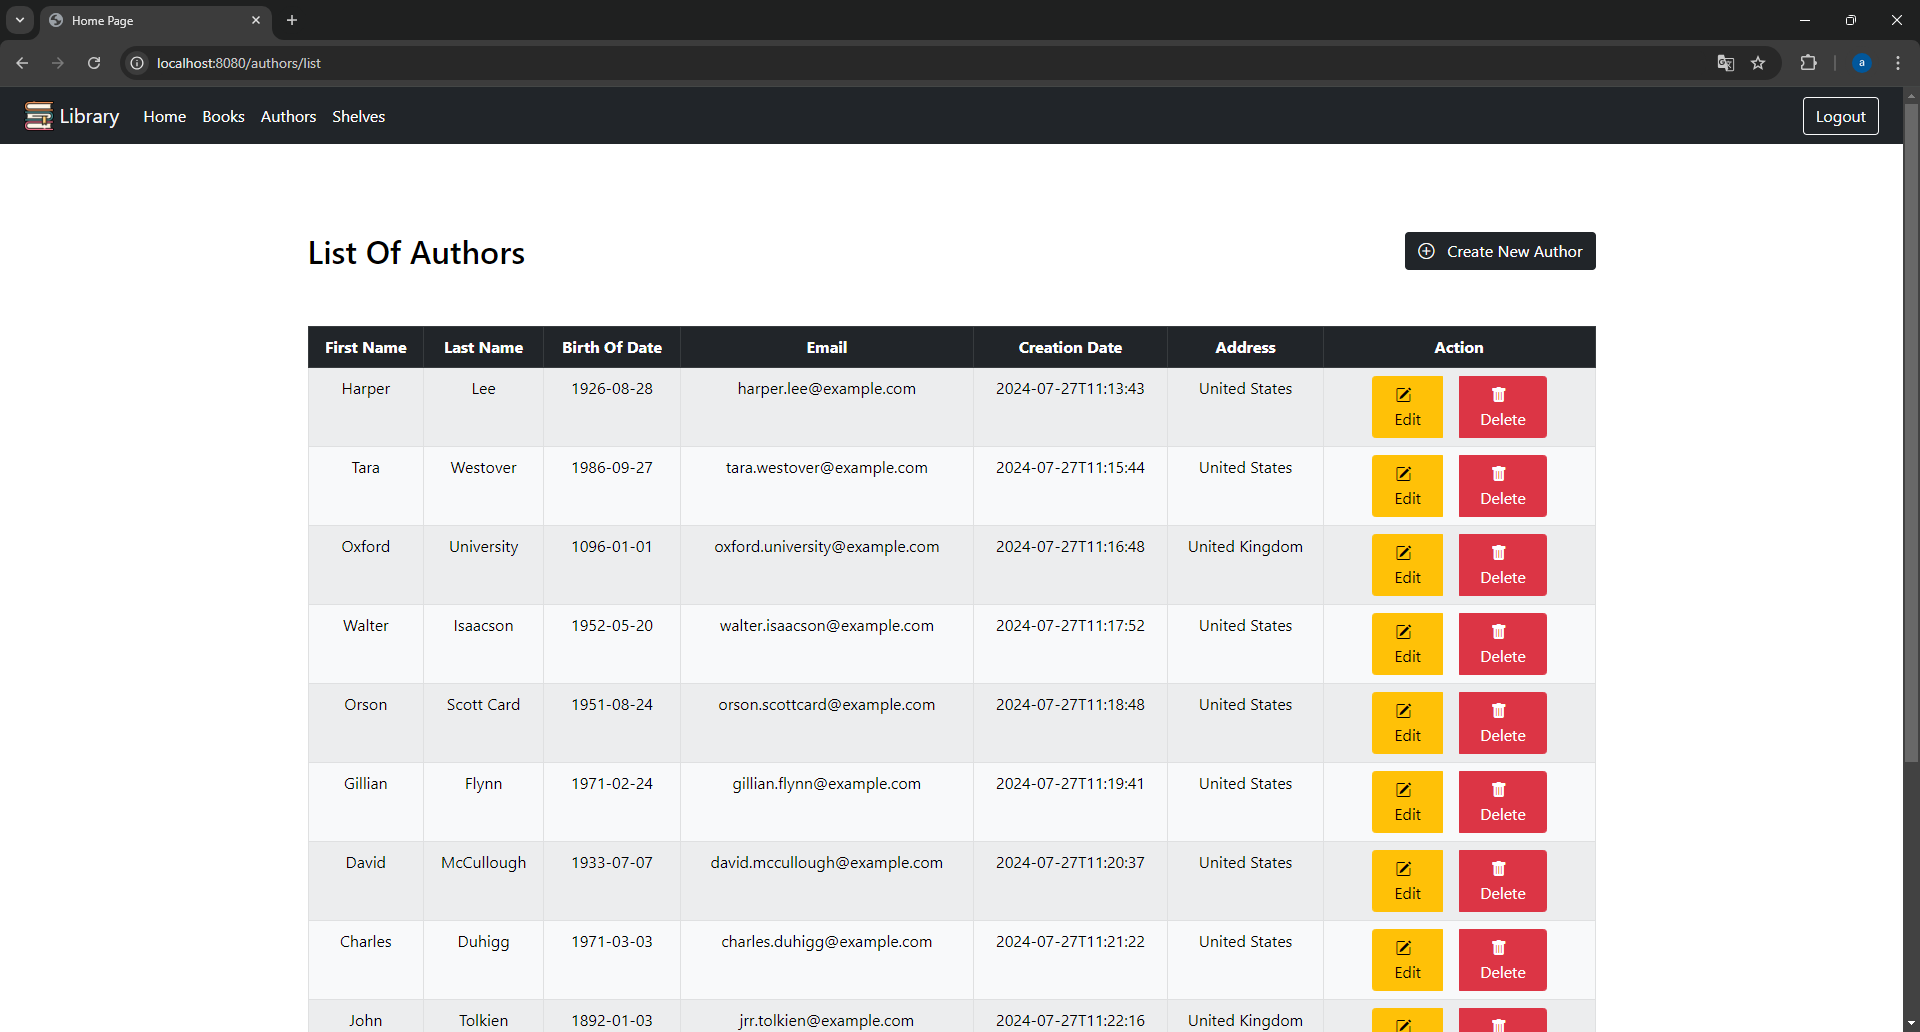 Home Page
localhost:8080/authors/list
a
Library Home Books Authors Shelves Logout
List Of Authors Create New Author
First Name Last Name Birth Of Date Email Creation Date Address Action
Harper Lee 1926-08-28 harper.lee@example.com 2024-07-27T11:13:43 United States Edit Delete
Tara Westover 1986-09-27 tara.westover@example.com 2024-07-27T11:15:44 United States Edit Delete
Oxford University 1096-01-01 oxford.university@example.com 2024-07-27T11:16:48 United Kingdom Edit Delete
Walter Isaacson 1952-05-20 walter.isaacson@example.com 2024-07-27T11:17:52 United States Edit Delete
Orson Scott Card 1951-08-24 orson.scottcard@example.com 2024-07-27T11:18:48 United States Edit Delete
Gillian Flynn 1971-02-24 gillian.flynn@example.com 2024-07-27T11:19:41 United States Edit Delete
David McCullough 1933-07-07 david.mccullough@example.com 2024-07-27T11:20:37 United States Edit Delete
Charles Duhigg 1971-03-03 charles.duhigg@example.com 2024-07-27T11:21:22 United States Edit Delete
John Tolkien 1892-01-03 jrr.tolkien@example.com 2024-07-27T11:22:16 United Kingdom